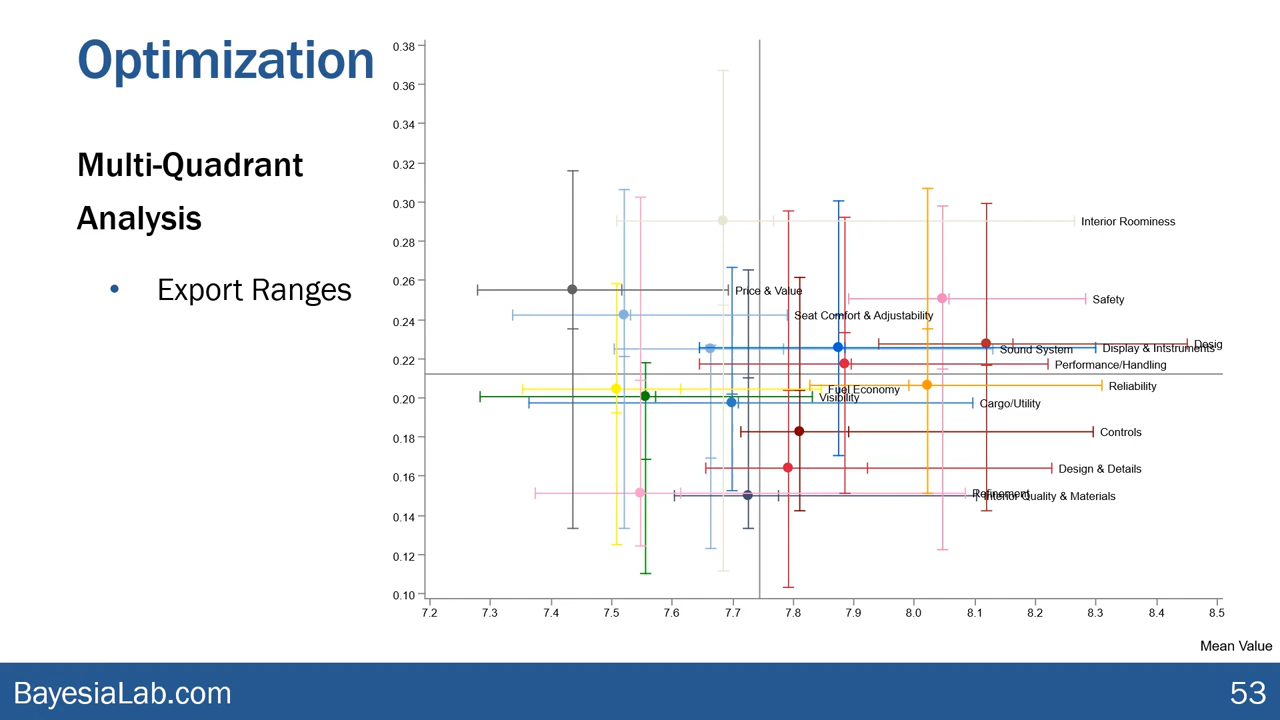 Optimization
Multi-Quadrant
Analysis
• Export Ranges
0.38
0.36
0.34
0.32
0.30
0.28
0.26
0.24
0.22
0.20
0.18
0.16
0.14
0.12
0.10
Interior Roominess
Price & Value
Safety
Seat Comfort & Adjustability
Desig
Sound System
Display & Intstruments
Performance/Handling
Reliability
Fuel Economy
Visibility
Cargo/Utility
Controls
Design & Details
Refinement
Interior Quality & Materials
7.2 7.3 7.4 7.5 7.6 7.7 7.8 7.9 8.0 8.1 8.2 8.3 8.4 8.5
Mean Value
BayesiaLab.com
53